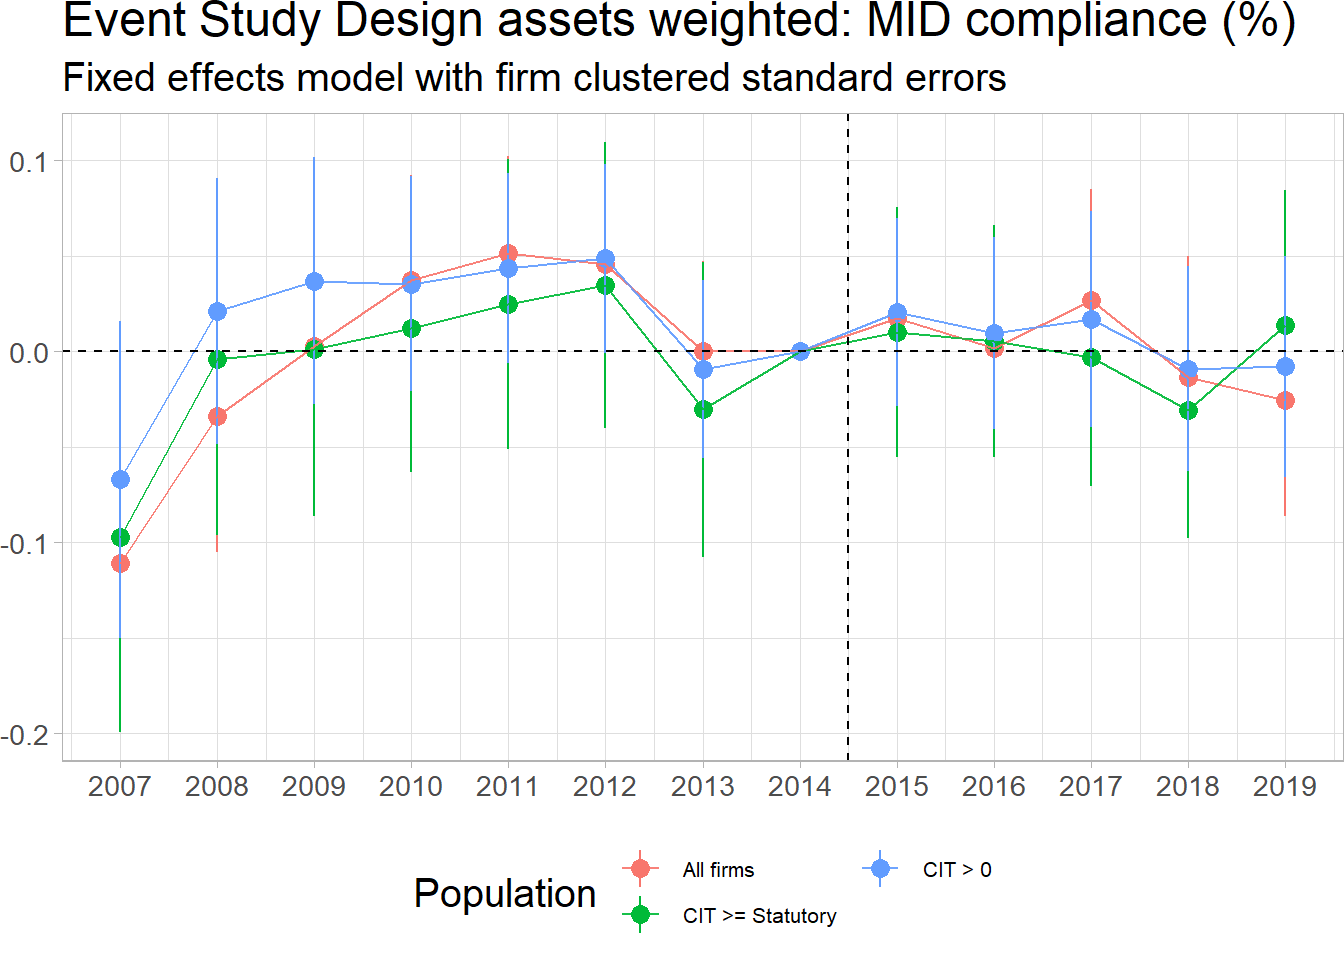 Event Study Design assets weighted: MID compliance (%)
Fixed effects model with firm clustered standard errors
0.1
0.0
-0.1
-0.2
2007 2008 2009 2010 2011 2012 2013 2014 2015 2016 2017 2018 2019
Population
All firms
CIT > 0
CIT >= Statutory